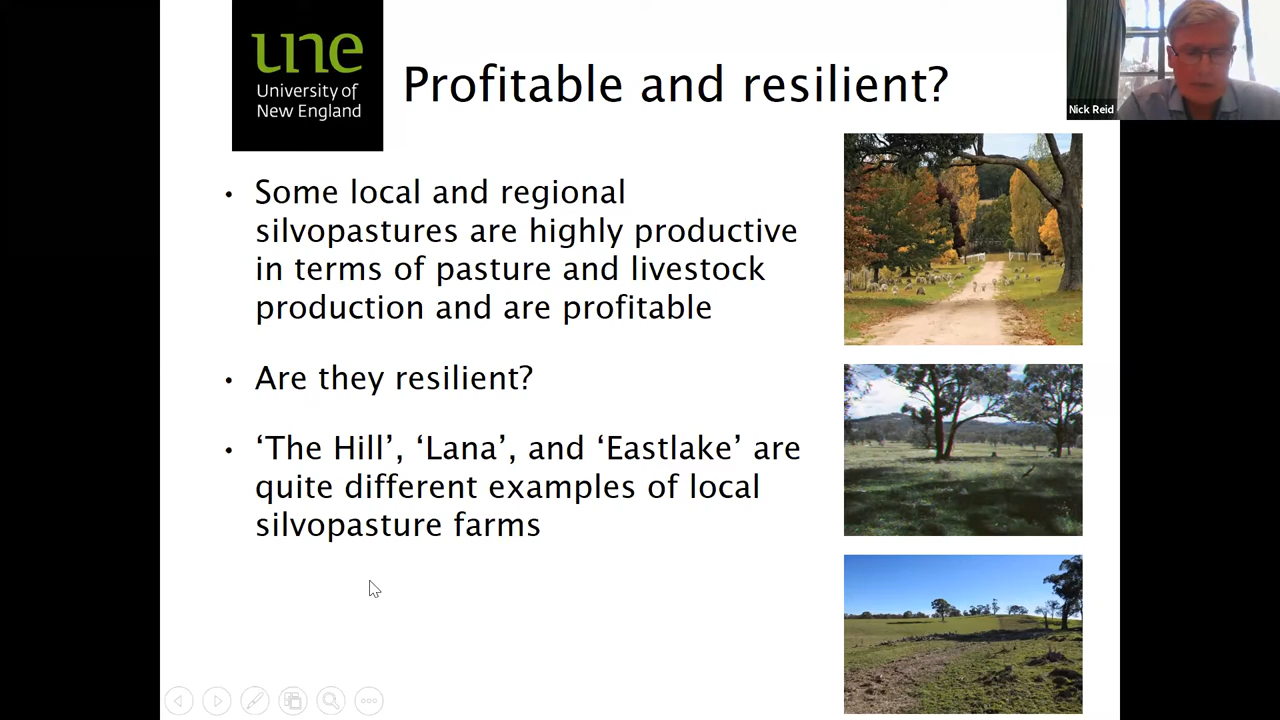 une
University of
New England
Profitable and resilient?
Nick Reid
• Some local and regional
silvopastures are highly productive
in terms of pasture and livestock
production and are profitable
• Are they resilient?
• ‘The Hill’, ‘Lana’, and ‘Eastlake’ are
quite different examples of local
silvopasture farms